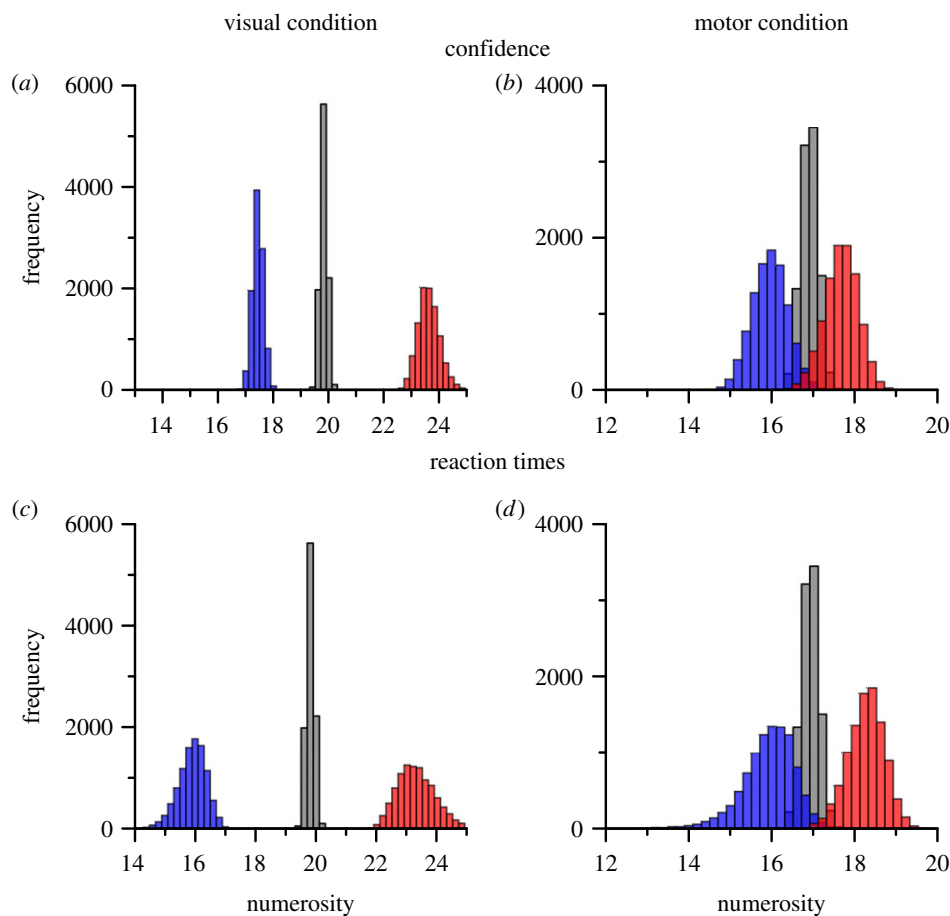 visual condition
motor condition
confidence
(a)
(b)
frequency
6000
4000
2000
0
14 16 18 20 22 24
4000
2000
0
12 14 16 18 20
reaction times
(c)
(d)
frequency
6000
4000
2000
0
14 16 18 20 22 24
numerosity
4000
2000
0
12 14 16 18 20
numerosity